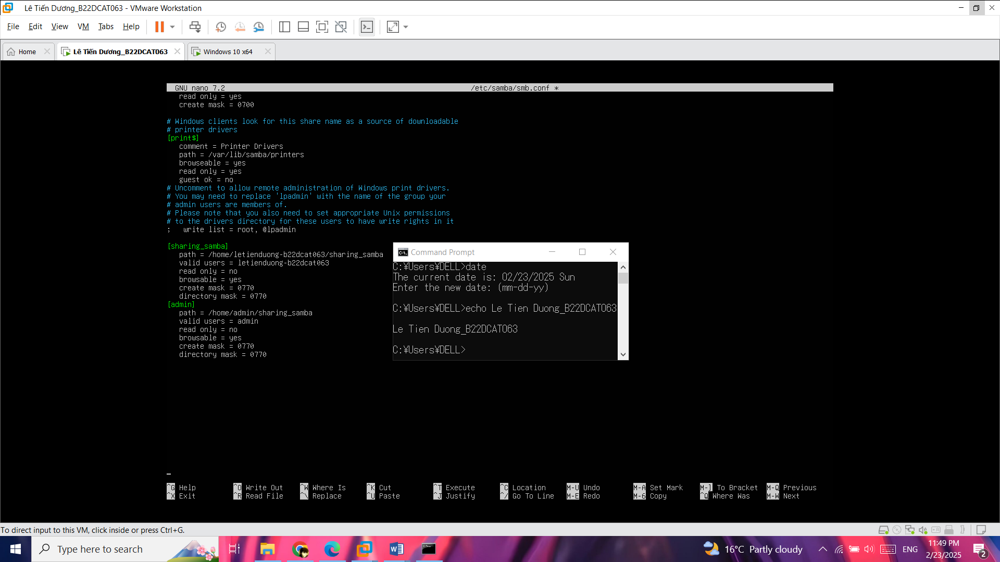 Lê Tiến Dương_B22DCAT063 - VMware Workstation
File Edit View VM Tabs Help
Home Lê Tiến Dương_B22DCAT063 Windows 10 x64
GNU nano 7.2 /etc/samba/smb.conf *
read only = yes
create mask = 0700
# Windows clients look for this share name as a source of downloadable
# printer drivers
[print$]
comment = Printer Drivers
path = /var/lib/samba/printers
browseable = yes
read only = yes
guest ok = no
# Uncomment to allow remote administration of Windows print drivers.
# You may need to replace 'lpadmin' with the name of the group your
# admin users are members of.
# Please note that you also need to set appropriate Unix permissions
# to the drivers directory for these users to have write rights in it
;   write list = root, @lpadmin
[sharing_samba]
path = /home/letienduong-b22dcat063/sharing_samba
valid users = letienduong-b22dcat063
read only = no
browsable = yes
create mask = 0770
directory mask = 0770
[admin]
path = /home/admin/sharing_samba
valid users = admin
read only = no
browsable = yes
create mask = 0770
directory mask = 0770
Command Prompt
C:¥Users¥DELL>date
The current date is: 02/23/2025 Sun
Enter the new date: (mm-dd-yy)
C:¥Users¥DELL>echo Le Tien Duong_B22DCAT063
Le Tien Duong_B22DCAT063
C:¥Users¥DELL>
^G Help ^O Write Out ^W Where Is ^K Cut ^T Execute ^C Location M-U Undo M-A Set Mark M-] To Bracket M-Q Previous
^X Exit ^R Read File ^\ Replace ^U Paste ^J Justify ^/ Go To Line M-E Redo M-6 Copy ^Q Where Was M-W Next
To direct input to this VM, click inside or press Ctrl+G.
Type here to search
16°C Partly cloudy
ENG
11:49 PM
2/23/2025
2